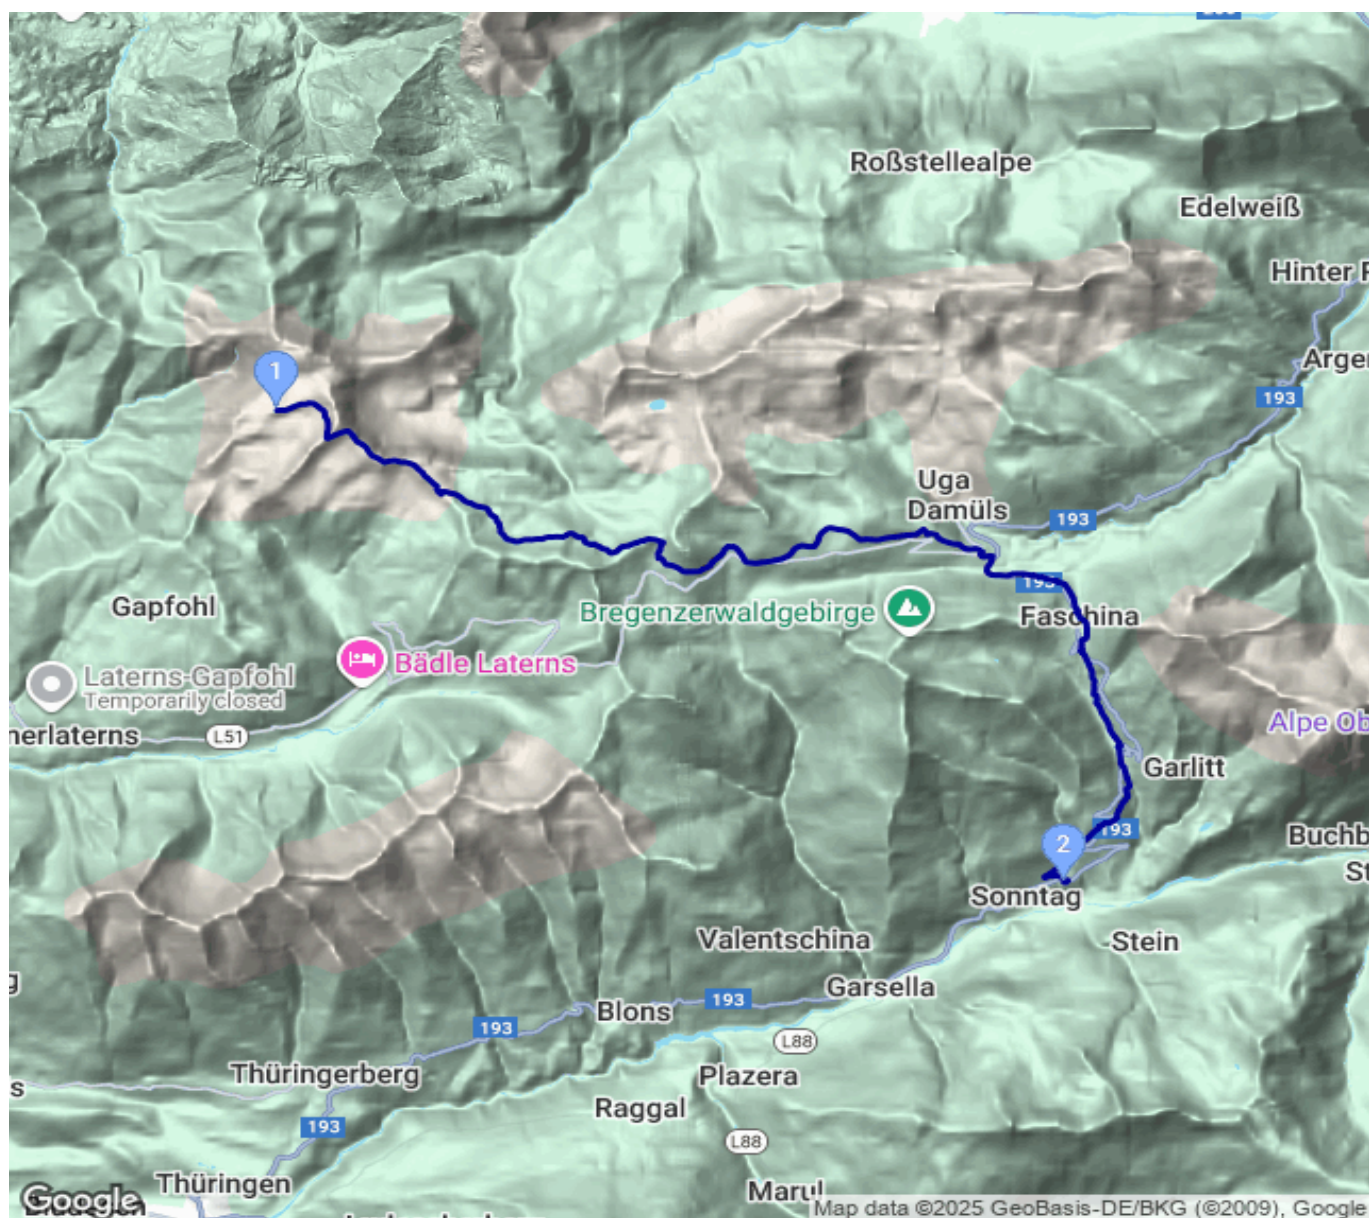 Roßstellealpe
Edelweiß
Hinter
193
Arge
1
Uga
Damüls
193
193
Gapfohl
Bregenzerwaldgebirge
Faschina
Bädle Laterns
Laterns-Gapfohl
Temporarily closed
nerlaterns
L51
Alpe Ob
Garlitt
193
2
Buchb
St
Sonntag
Valentschina
Stein
Garsella
193
Blons
193
L88
Thüringerberg
Plazera
s
Raggal
193
L88
Thüringen
Marul
Google
Map data ©2025 GeoBasis-DE/BKG (©2009), Google